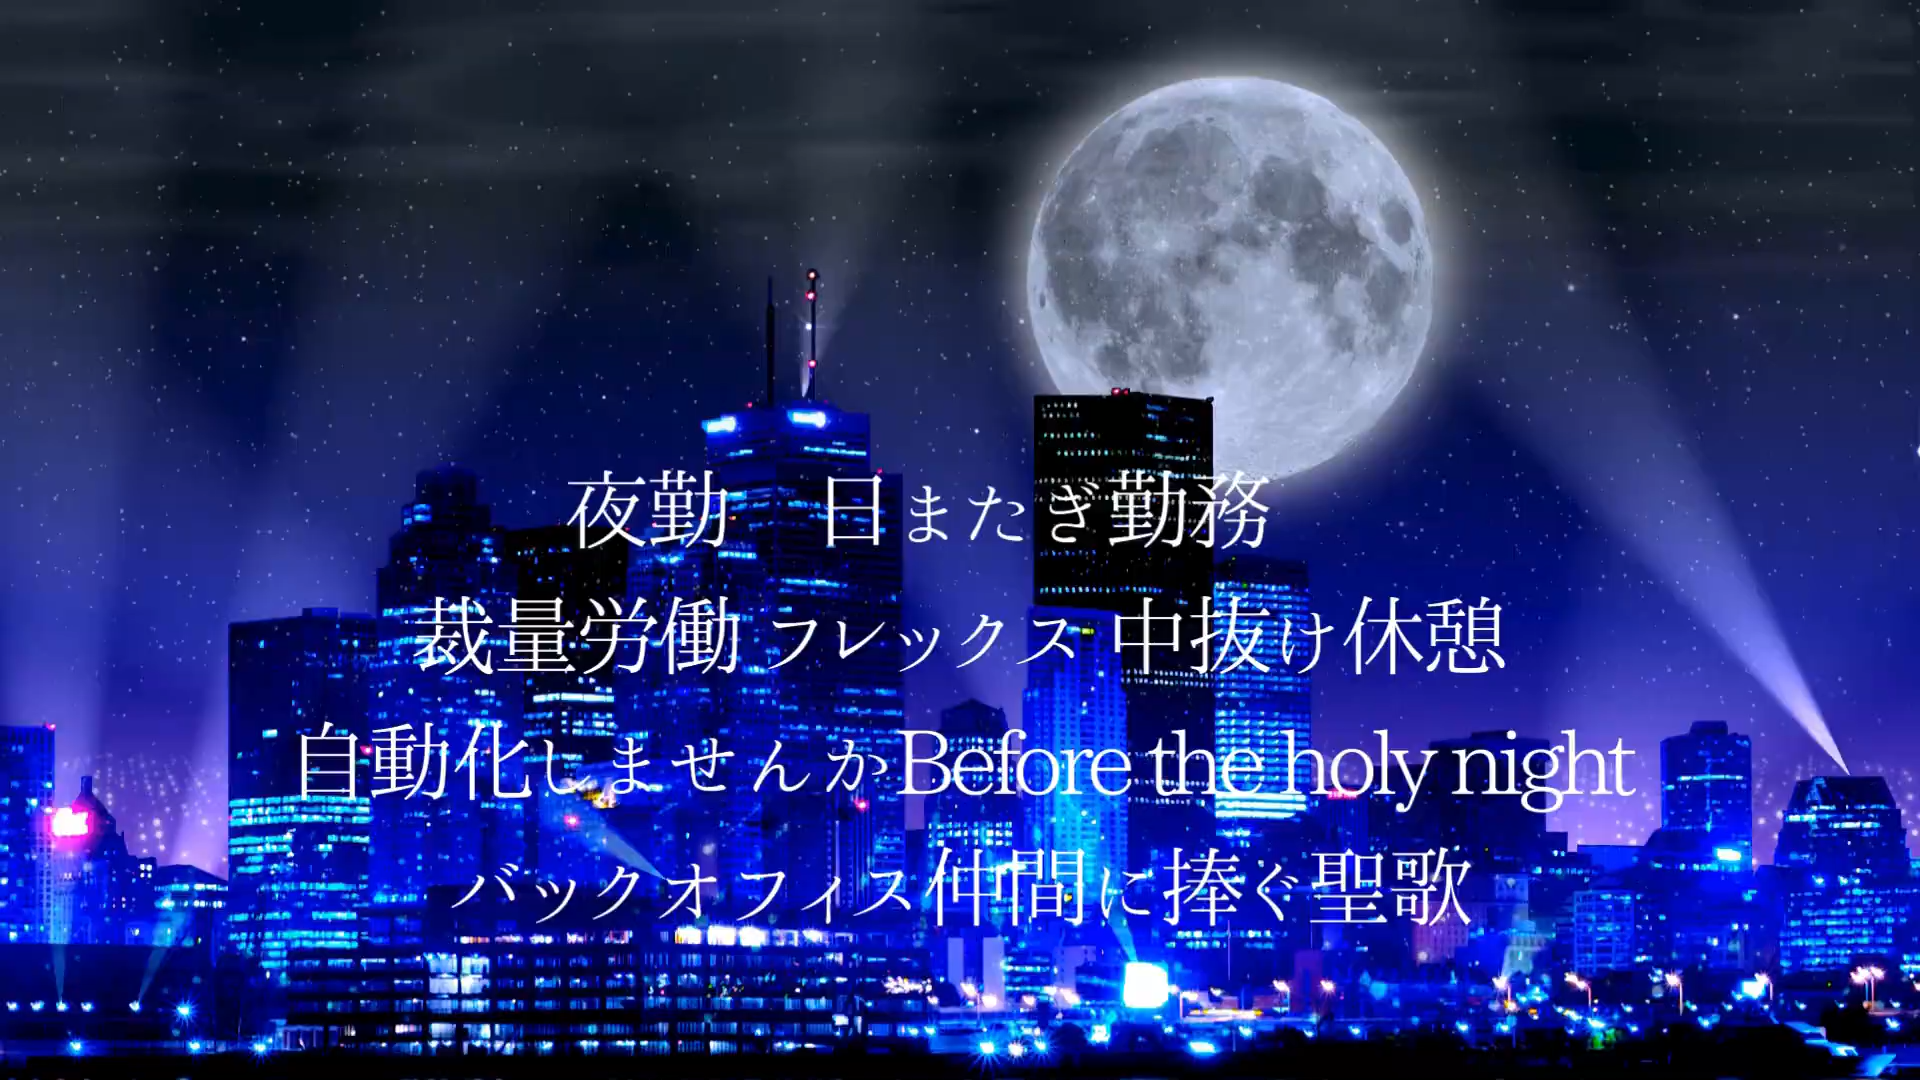 夜勤　日またぎ勤務
裁量労働 フレックス 中抜け休憩
自動化しませんかBefore the holy night
バックオフィス仲間に捧ぐ聖歌